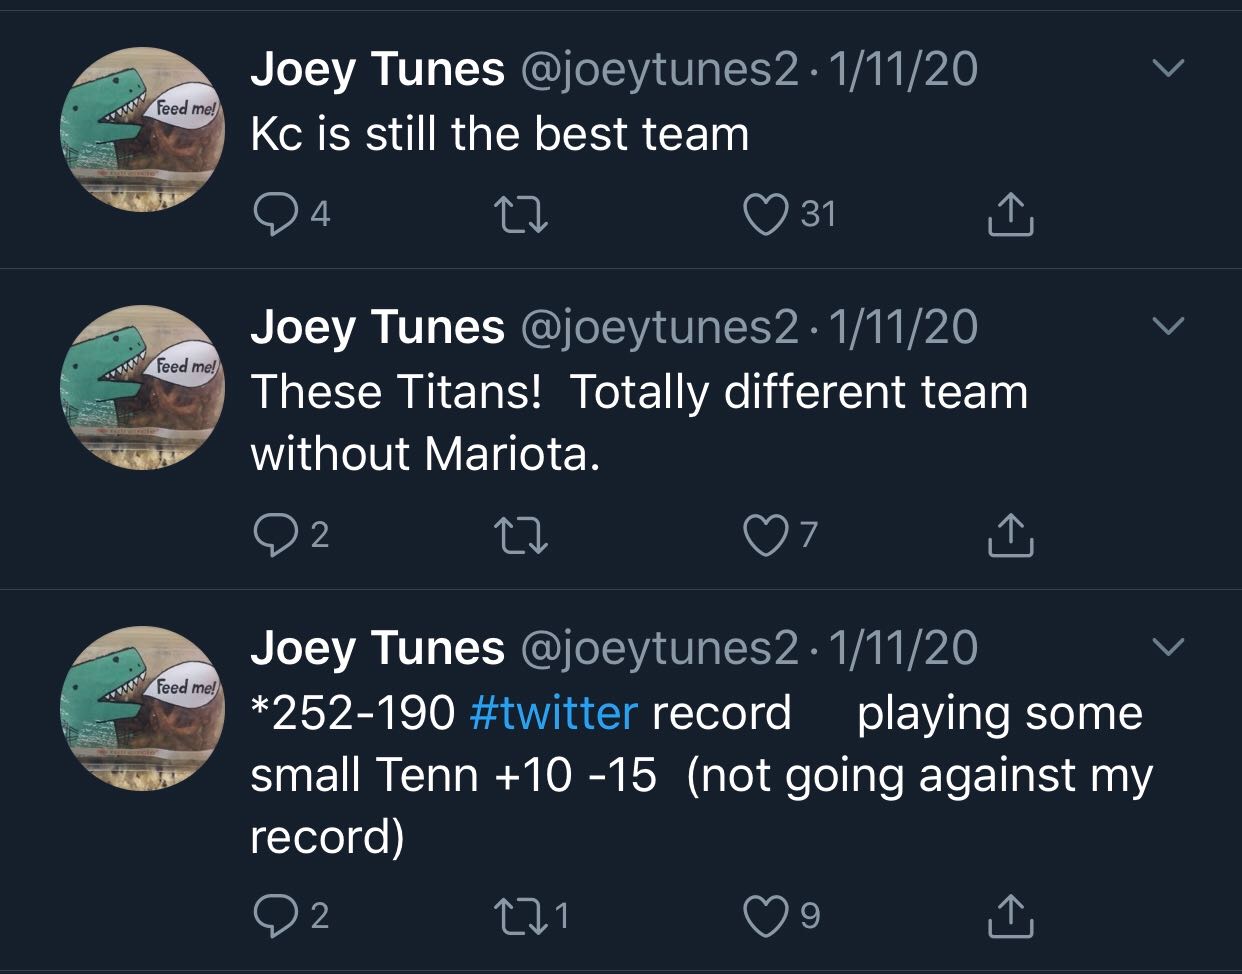 Joey Tunes @joeytunes2 · 1/11/20
Feed me!
Kc is still the best team
4 31
Joey Tunes @joeytunes2 · 1/11/20
Feed me!
These Titans!  Totally different team
without Mariota.
2 7
Joey Tunes @joeytunes2 · 1/11/20
Feed me!
*252-190 #twitter record     playing some
small Tenn +10 -15  (not going against my
record)
2 1 9